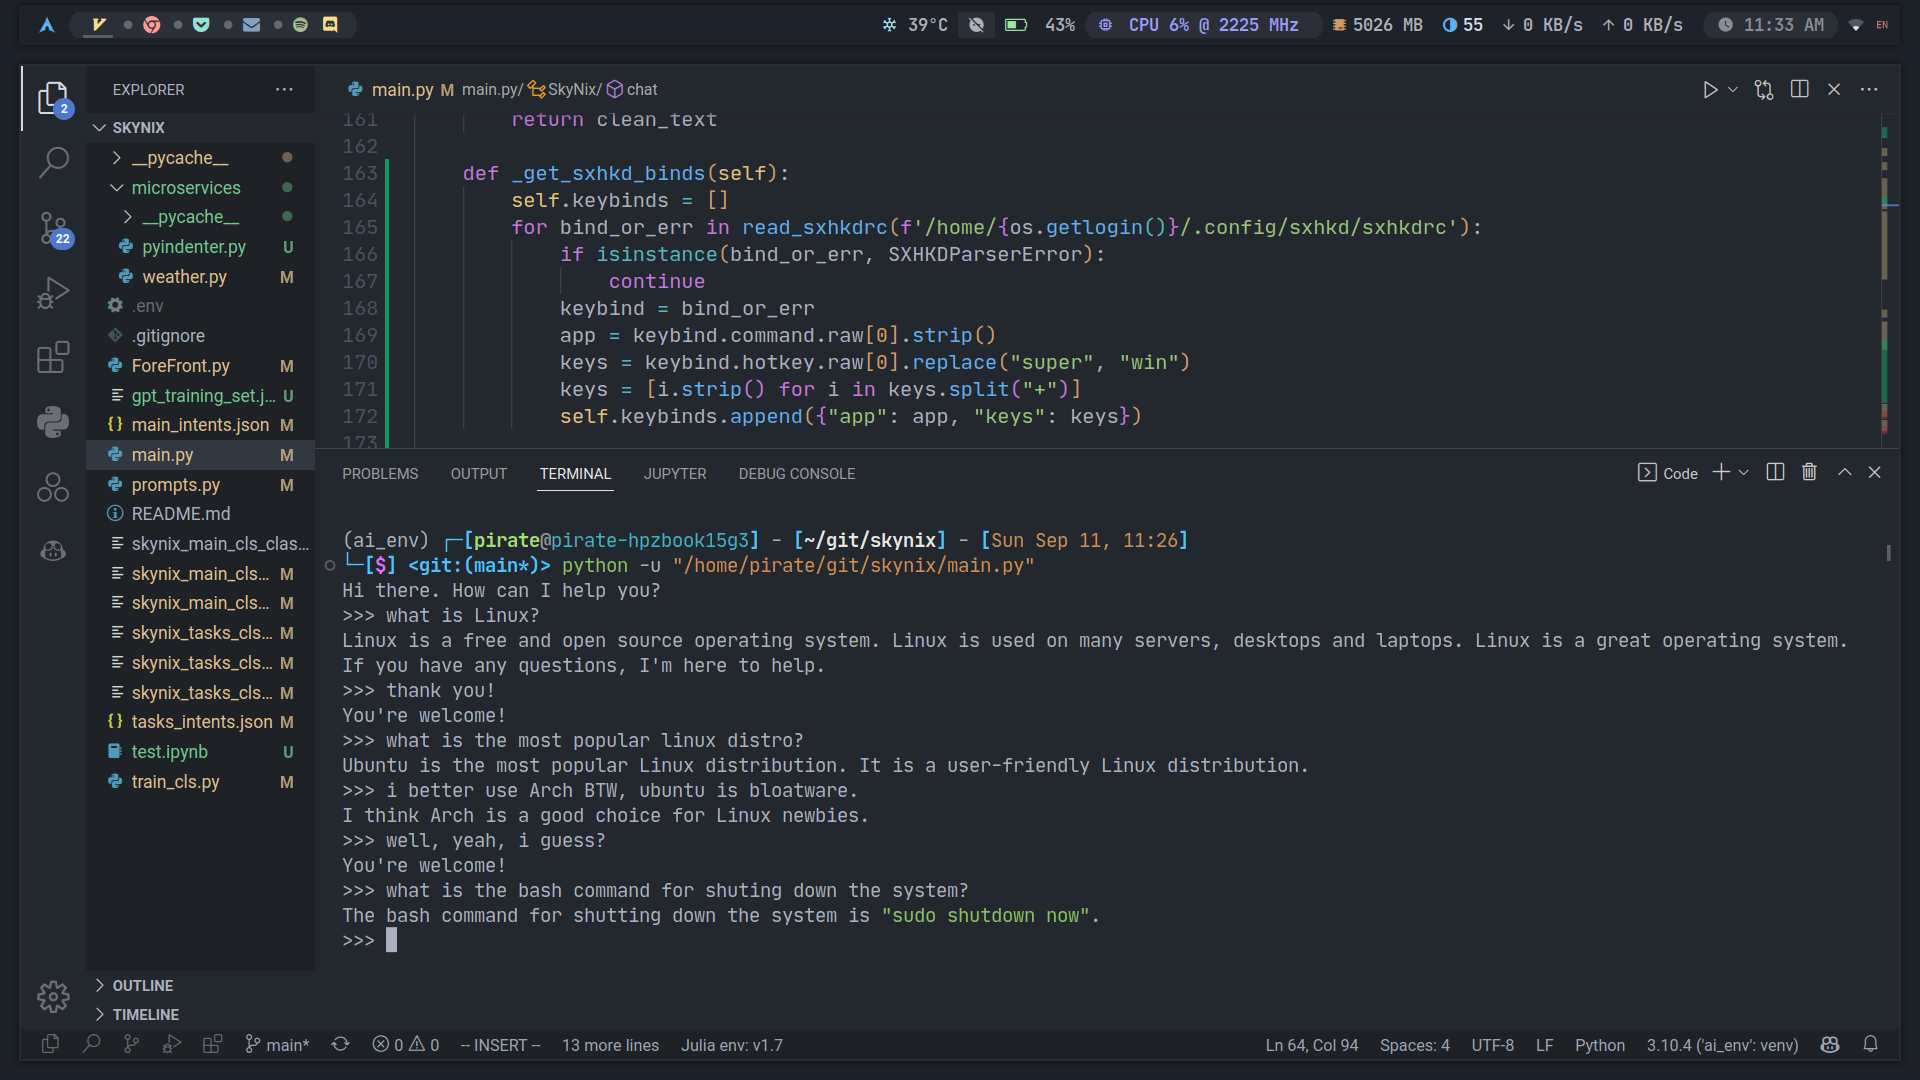 39°C 43% CPU 6% @ 2225 MHz 5026 MB 55 ↓ 0 KB/s ↑ 0 KB/s 11:33 AM EN
EXPLORER
2
SKYNIX
__pycache__
microservices
__pycache__
22
pyindenter.py U
weather.py M
.env
.gitignore
ForeFront.py M
gpt_training_set.j... U
{} main_intents.json M
main.py M
prompts.py M
README.md
skynix_main_cls_clas...
skynix_main_cls... M
skynix_main_cls... M
skynix_tasks_cls... M
skynix_tasks_cls... M
skynix_tasks_cls... M
{} tasks_intents.json M
test.ipynb U
train_cls.py M
OUTLINE
TIMELINE
main.py M main.py/ SkyNix/ chat
161 return clean_text
162
163 def _get_sxhkd_binds(self):
164 self.keybinds = []
165 for bind_or_err in read_sxhkdrc(f'/home/{os.getlogin()}/.config/sxhkd/sxhkdrc'):
166 if isinstance(bind_or_err, SXHKDParserError):
167 continue
168 keybind = bind_or_err
169 app = keybind.command.raw[0].strip()
170 keys = keybind.hotkey.raw[0].replace("super", "win")
171 keys = [i.strip() for i in keys.split("+")]
172 self.keybinds.append({"app": app, "keys": keys})
173
PROBLEMS OUTPUT TERMINAL JUPYTER DEBUG CONSOLE Code
(ai_env) ┌─[pirate@pirate-hpzbook15g3] - [~/git/skynix] - [Sun Sep 11, 11:26]
└─[$] <git:(main*)> python -u "/home/pirate/git/skynix/main.py"
Hi there. How can I help you?
>>> what is Linux?
Linux is a free and open source operating system. Linux is used on many servers, desktops and laptops. Linux is a great operating system.
If you have any questions, I'm here to help.
>>> thank you!
You're welcome!
>>> what is the most popular linux distro?
Ubuntu is the most popular Linux distribution. It is a user-friendly Linux distribution.
>>> i better use Arch BTW, ubuntu is bloatware.
I think Arch is a good choice for Linux newbies.
>>> well, yeah, i guess?
You're welcome!
>>> what is the bash command for shuting down the system?
The bash command for shutting down the system is "sudo shutdown now".
>>>
main* 0 0 -- INSERT -- 13 more lines Julia env: v1.7 Ln 64, Col 94 Spaces: 4 UTF-8 LF Python 3.10.4 ('ai_env': venv)